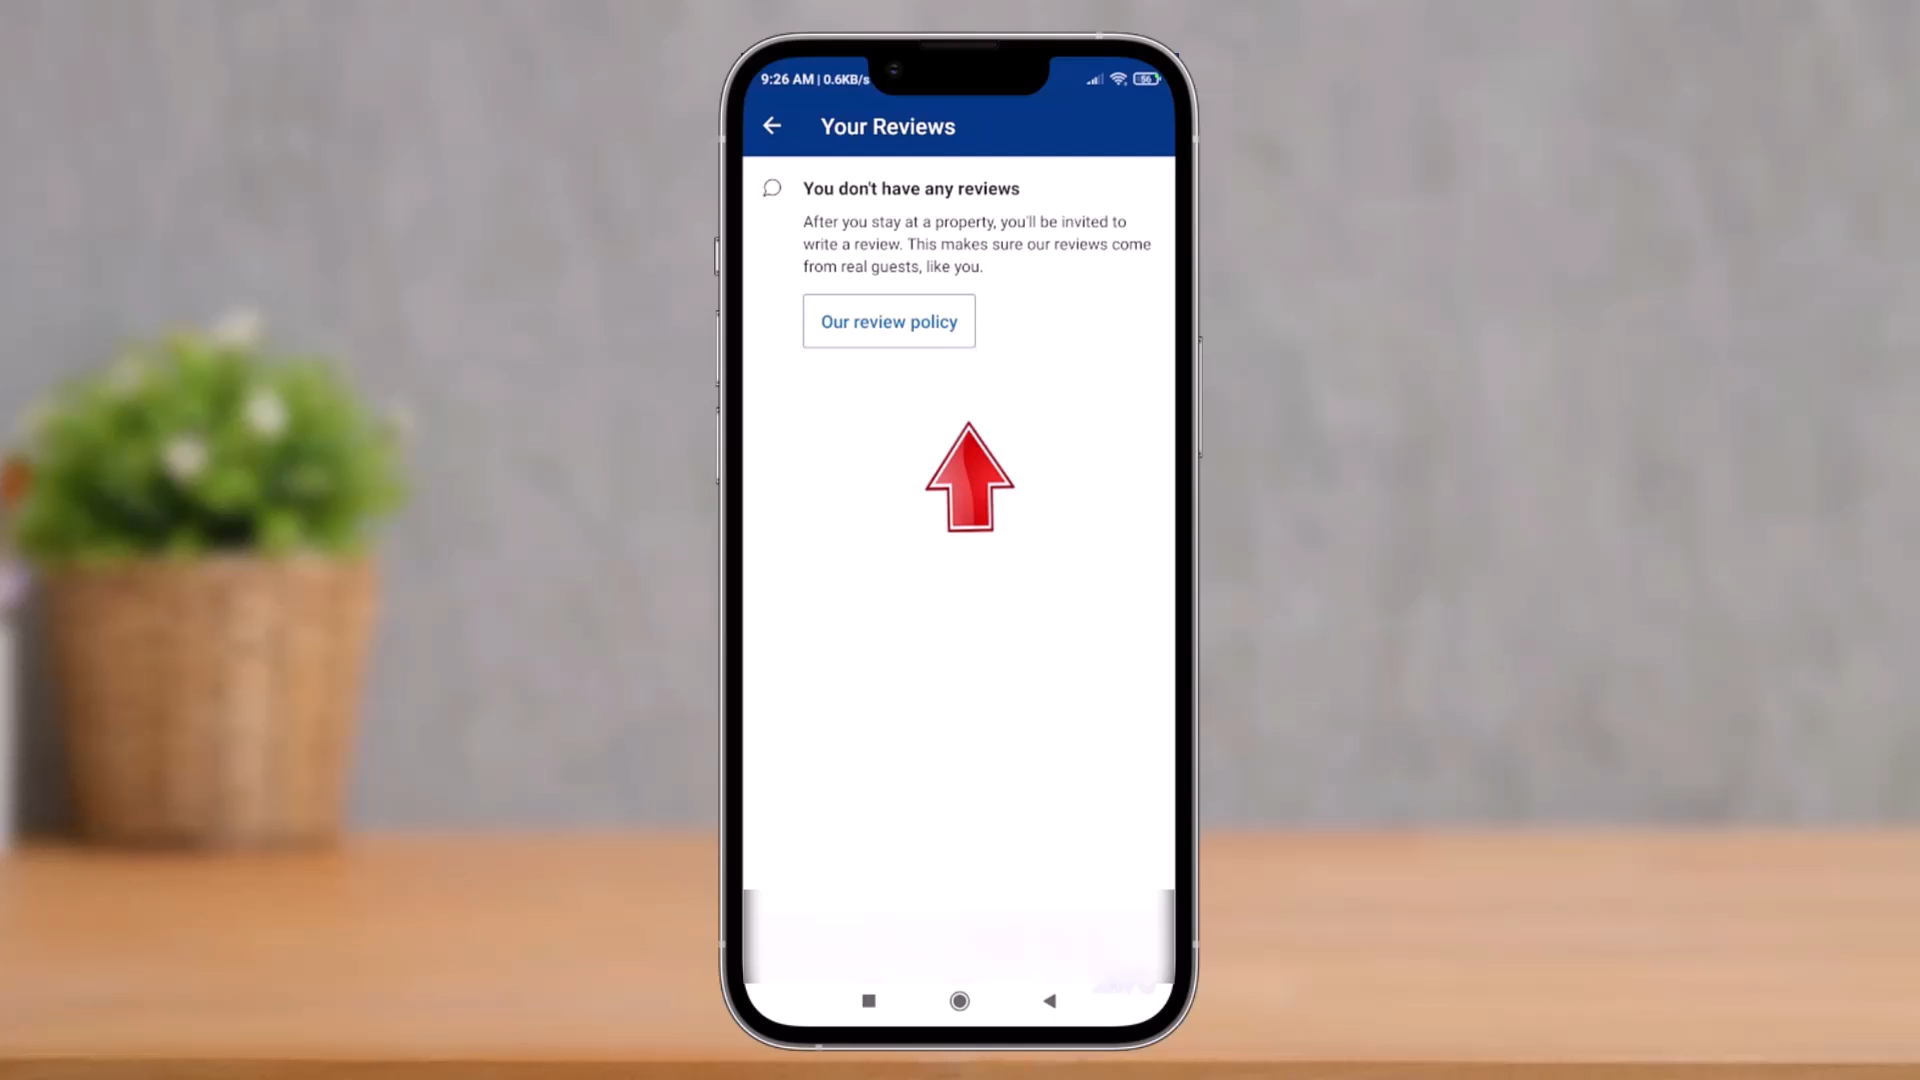 9:26 AM | 0.6KB/s
56
Your Reviews
You don't have any reviews
After you stay at a property, you'll be invited to
write a review. This makes sure our reviews come
from real guests, like you.
Our review policy